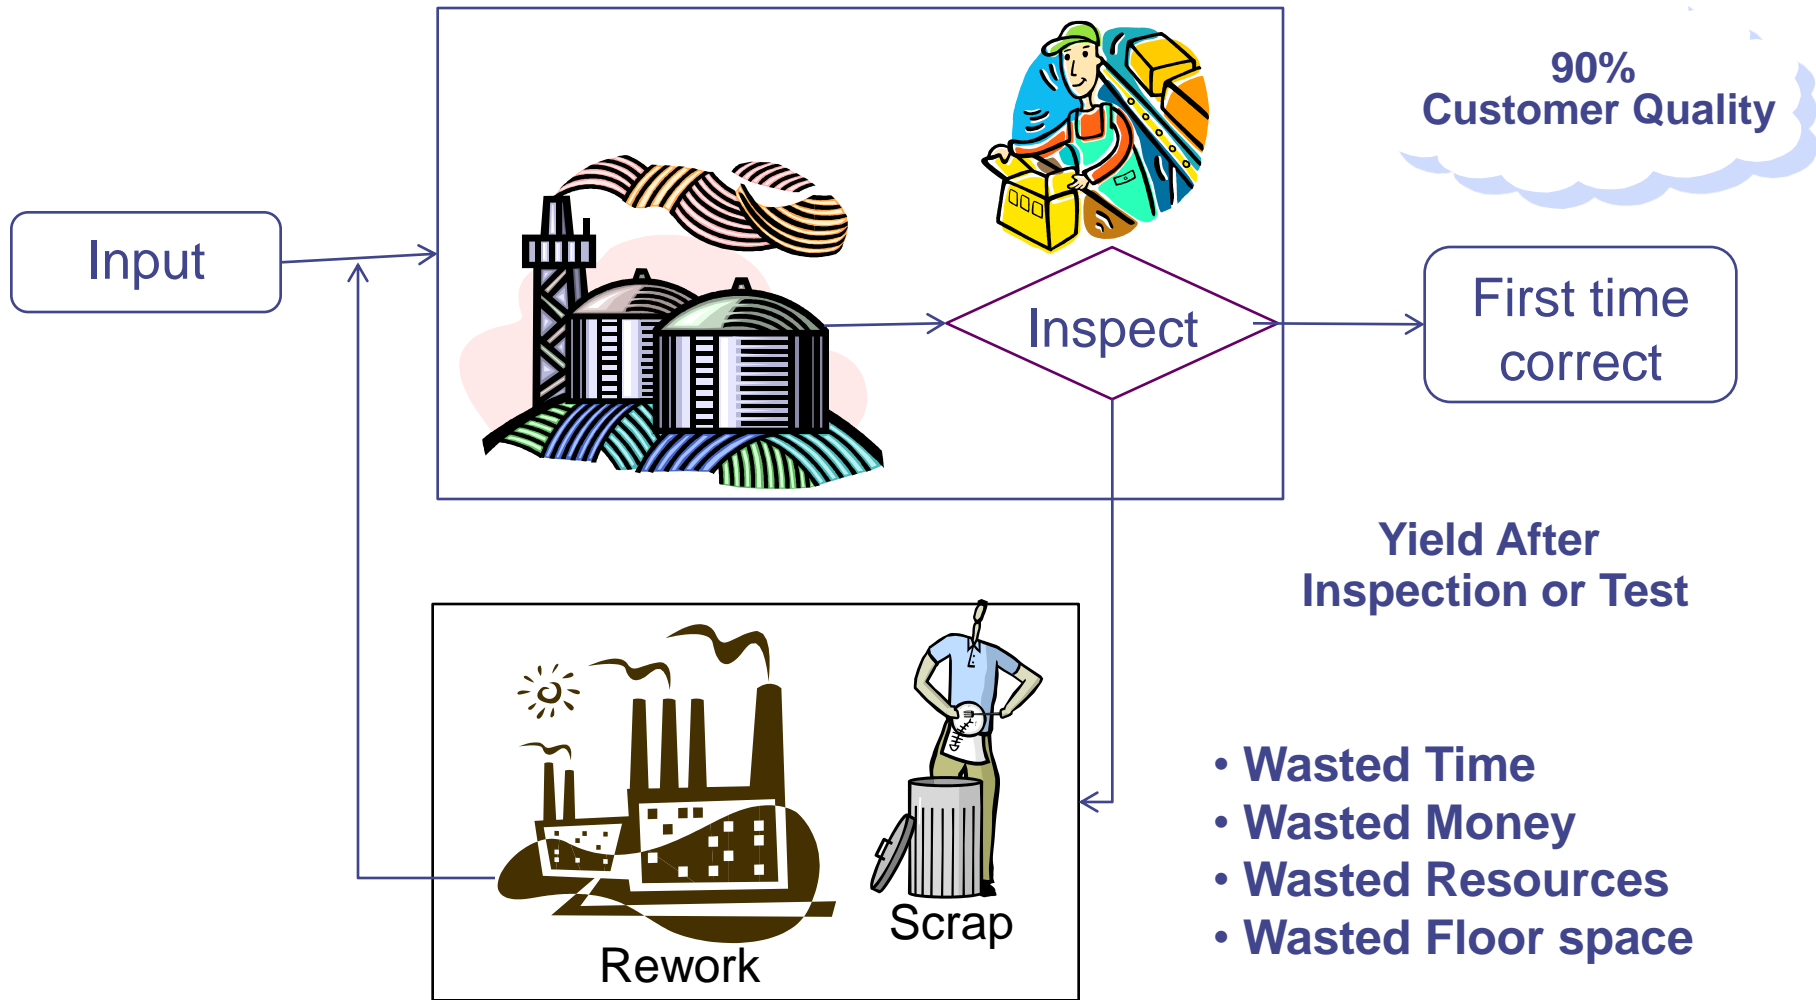 90%
Customer Quality
Input
Inspect
First time
correct
Yield After
Inspection or Test
Rework
Scrap
• Wasted Time
• Wasted Money
• Wasted Resources
• Wasted Floor space